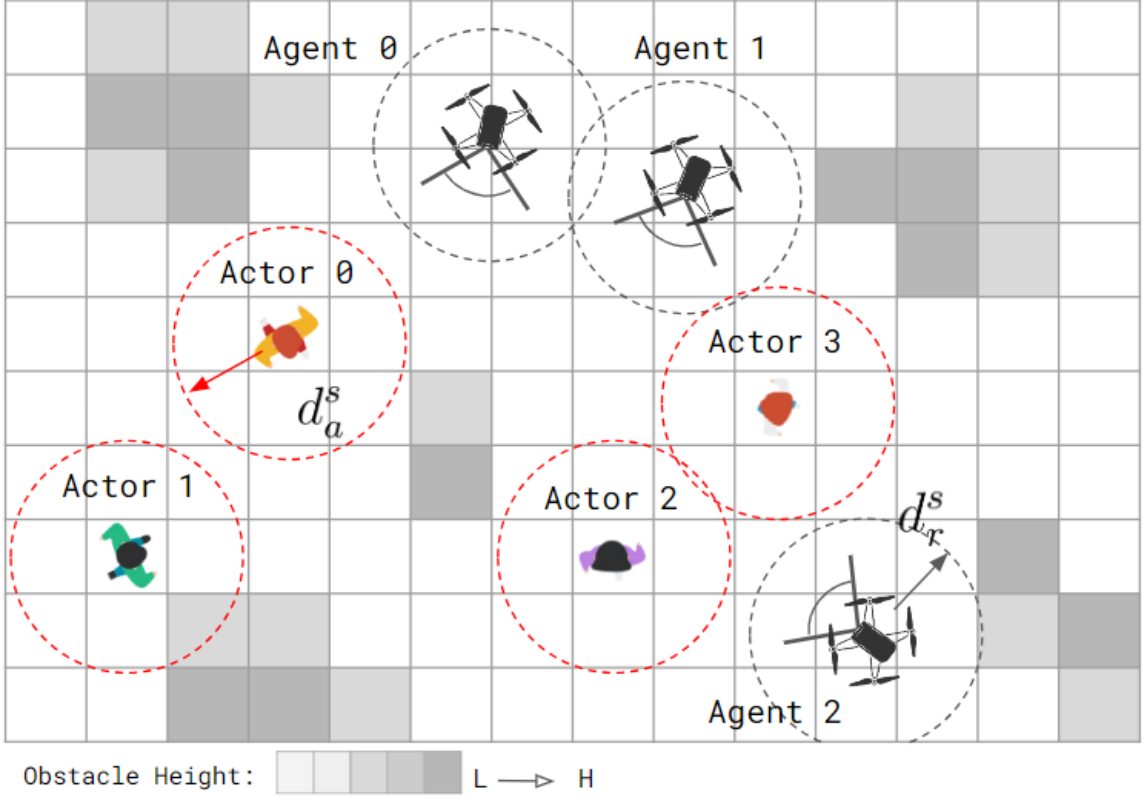 Agent 0
Agent 1
Actor 0
Actor 3
d_a^s
Actor 1
Actor 2
d_r^s
Agent 2
Obstacle Height: L H